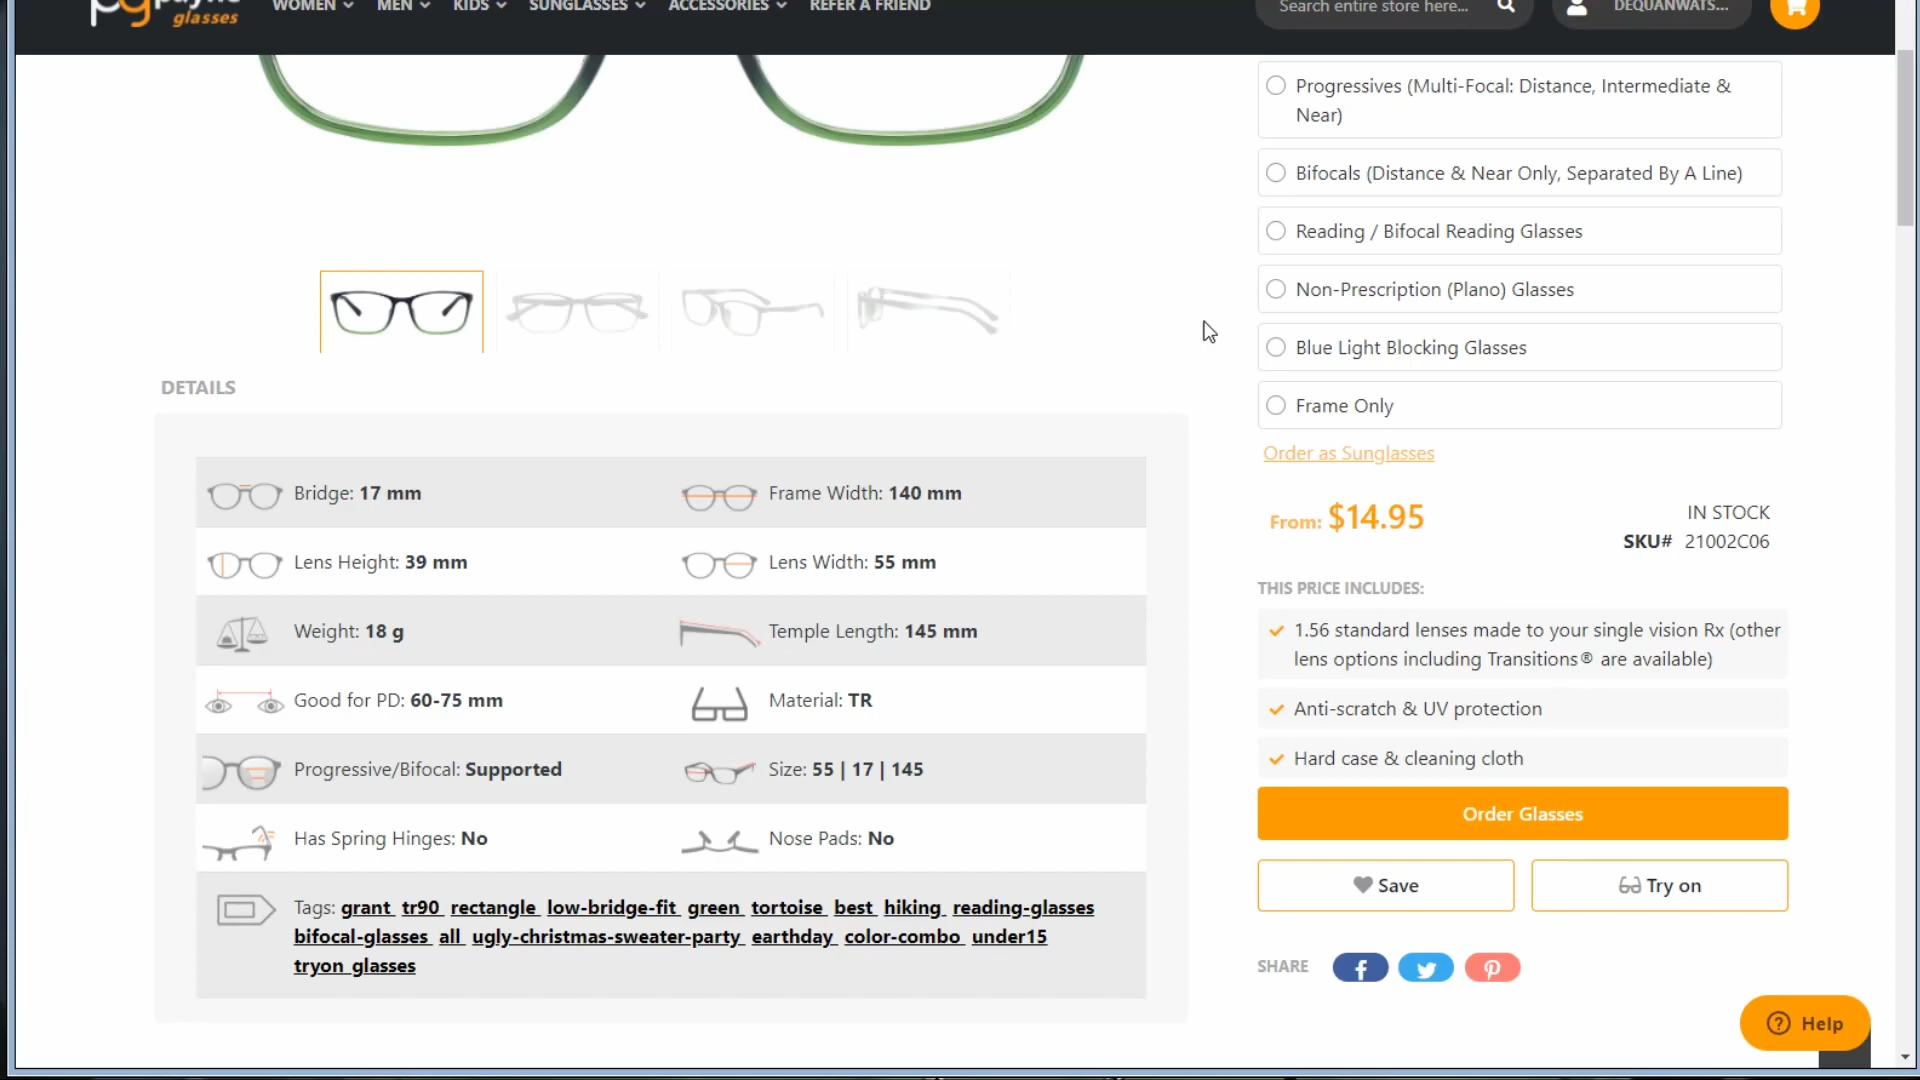 glasses
WOMEN
MEN
KIDS
SUNGLASSES
ACCESSORIES
REFER A FRIEND
Search entire store here...
DEQUANWATS...
Progressives (Multi-Focal: Distance, Intermediate &
Near)
Bifocals (Distance & Near Only, Separated By A Line)
Reading / Bifocal Reading Glasses
Non-Prescription (Plano) Glasses
Blue Light Blocking Glasses
Frame Only
Order as Sunglasses
From: $14.95
IN STOCK
SKU# 21002C06
THIS PRICE INCLUDES:
1.56 standard lenses made to your single vision Rx (other
lens options including Transitions® are available)
Anti-scratch & UV protection
Hard case & cleaning cloth
Order Glasses
Save
Try on
SHARE
Help
DETAILS
Bridge: 17 mm
Frame Width: 140 mm
Lens Height: 39 mm
Lens Width: 55 mm
Weight: 18 g
Temple Length: 145 mm
Good for PD: 60-75 mm
Material: TR
Progressive/Bifocal: Supported
Size: 55 | 17 | 145
Has Spring Hinges: No
Nose Pads: No
Tags: grant tr90 rectangle low-bridge-fit green tortoise best hiking reading-glasses
bifocal-glasses all ugly-christmas-sweater-party earthday color-combo under15
tryon glasses